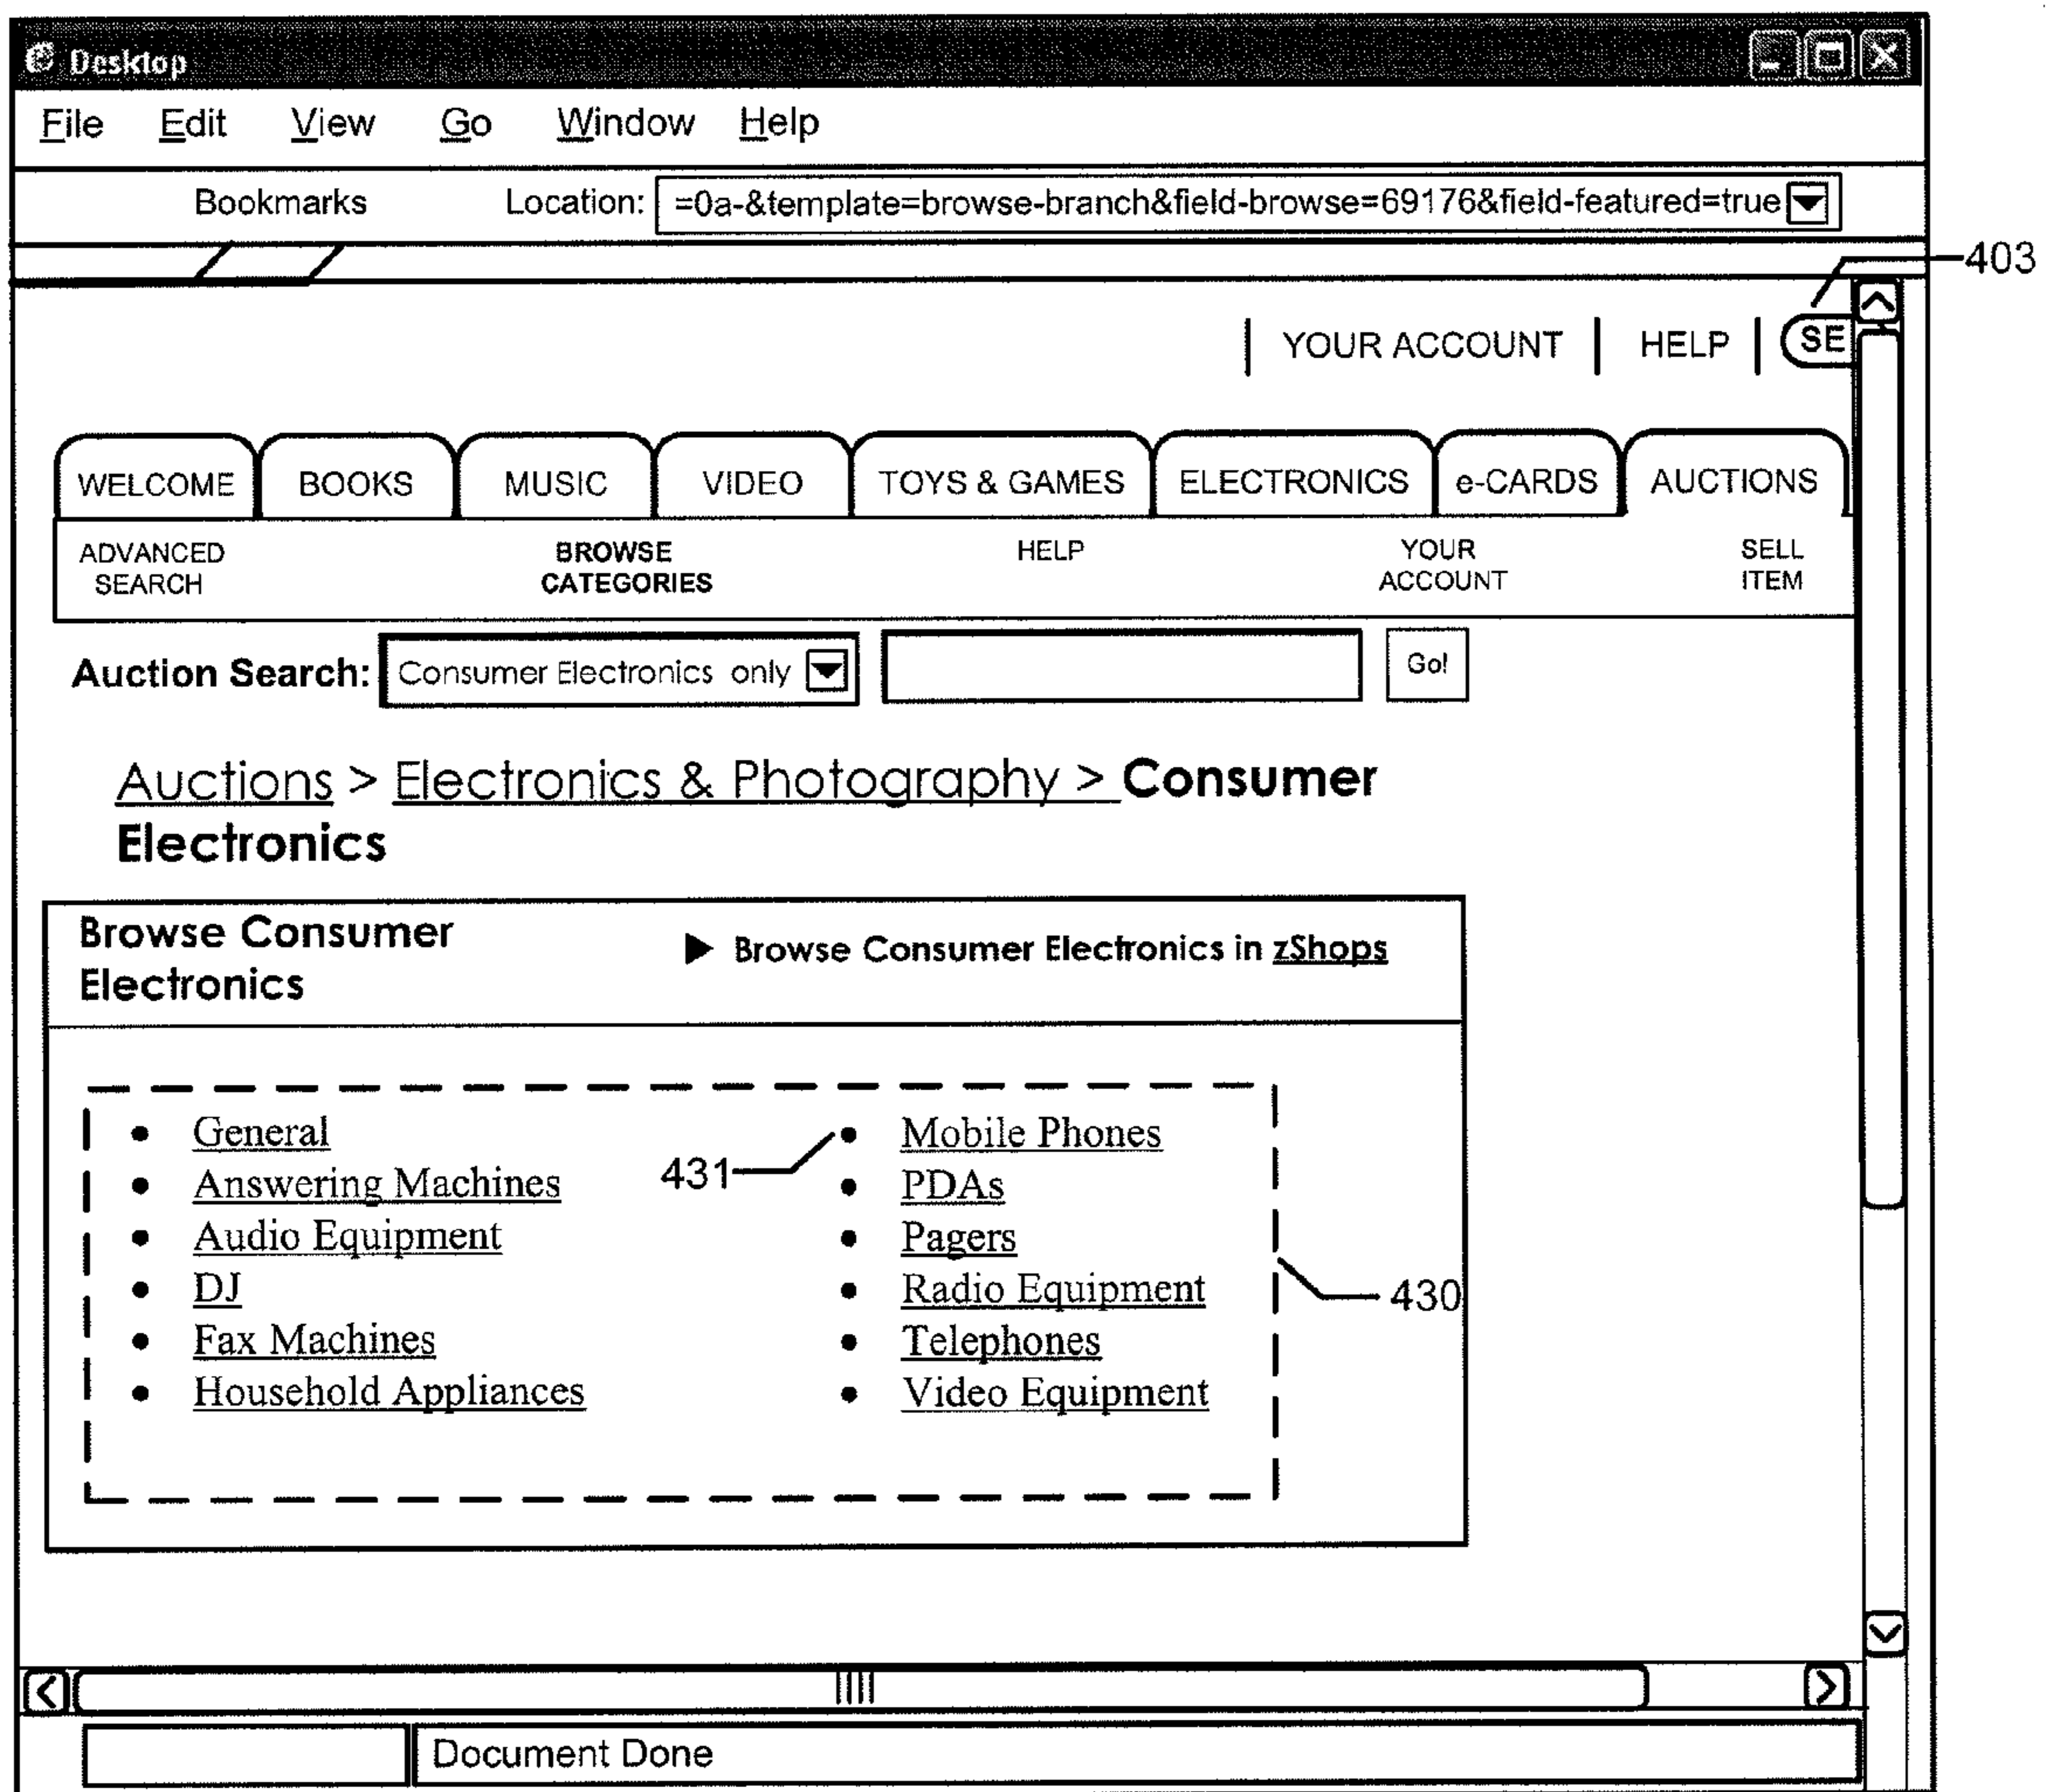 Desktop
File Edit View Go Window Help
Bookmarks Location: =0a-&template=browse-branch&field-browse=69176&field-featured=true
403
YOUR ACCOUNT HELP SE
WELCOME BOOKS MUSIC VIDEO TOYS & GAMES ELECTRONICS e-CARDS AUCTIONS
ADVANCED SEARCH BROWSE CATEGORIES HELP YOUR ACCOUNT SELL ITEM
Auction Search: Consumer Electronics only Go!
Auctions > Electronics & Photography > Consumer
Electronics
Browse Consumer
Electronics
▶ Browse Consumer Electronics in zShops
• General
• Answering Machines
• Audio Equipment
• DJ
• Fax Machines
• Household Appliances
431
• Mobile Phones
• PDAs
• Pagers
• Radio Equipment
• Telephones
• Video Equipment
430
Document Done